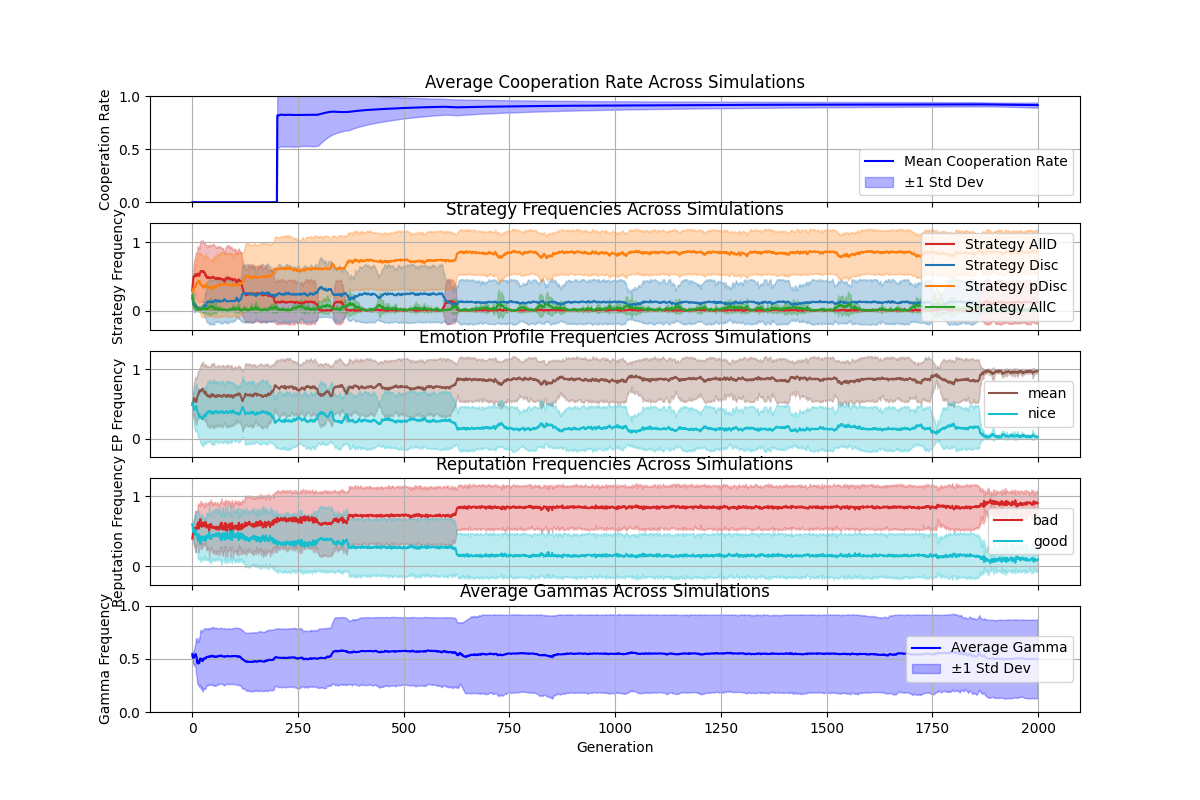 Average Cooperation Rate Across Simulations
Cooperation Rate
1.0
0.5
0.0
Mean Cooperation Rate
±1 Std Dev
Strategy Frequencies Across Simulations
Strategy Frequency
1
0
Strategy AllD
Strategy Disc
Strategy pDisc
Strategy AllC
Emotion Profile Frequencies Across Simulations
EP Frequency
1
0
mean
nice
Reputation Frequencies Across Simulations
Reputation Frequency
1
0
bad
good
Average Gammas Across Simulations
Gamma Frequency
1.0
0.5
0.0
Average Gamma
±1 Std Dev
0 250 500 750 1000 1250 1500 1750 2000
Generation